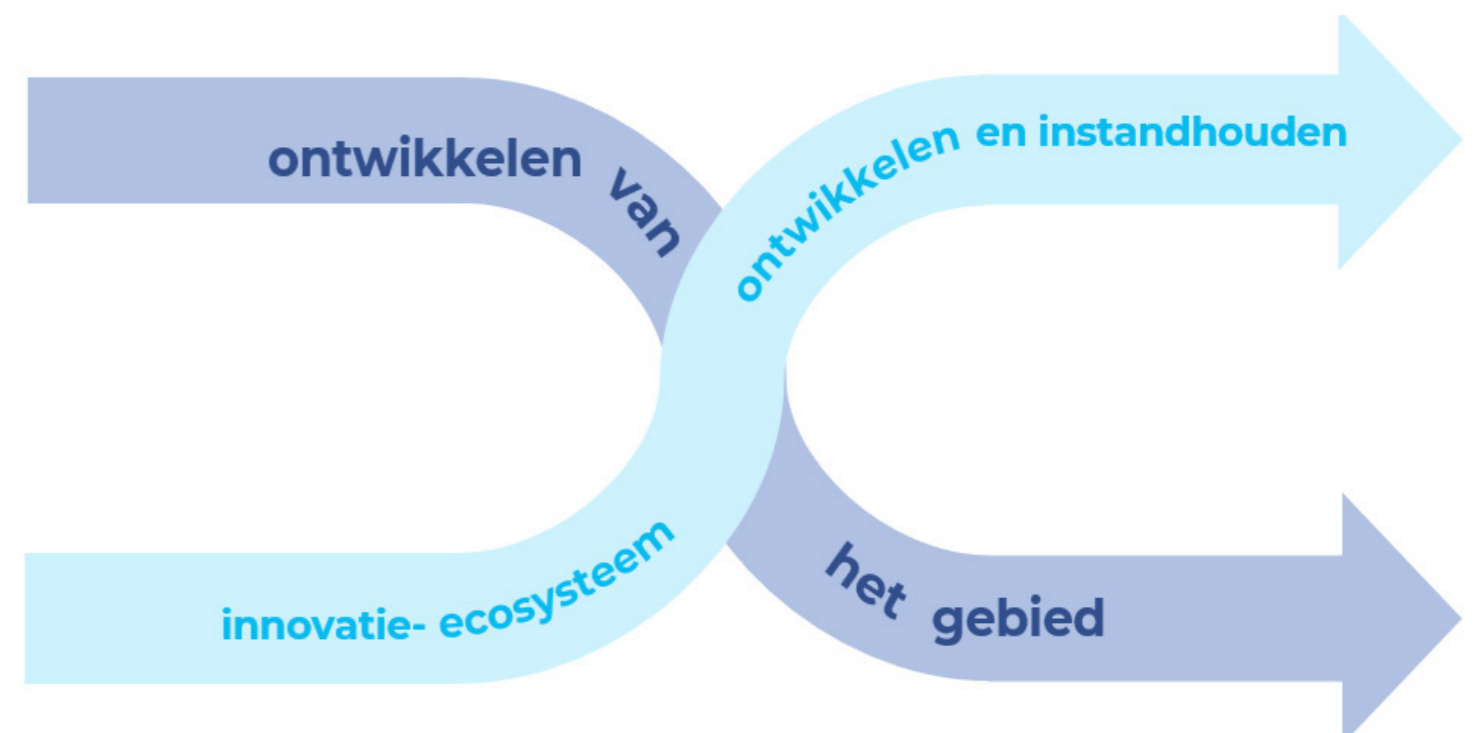 ontwikkelen van het gebied
innovatie- ecosysteem ontwikkelen en instandhouden